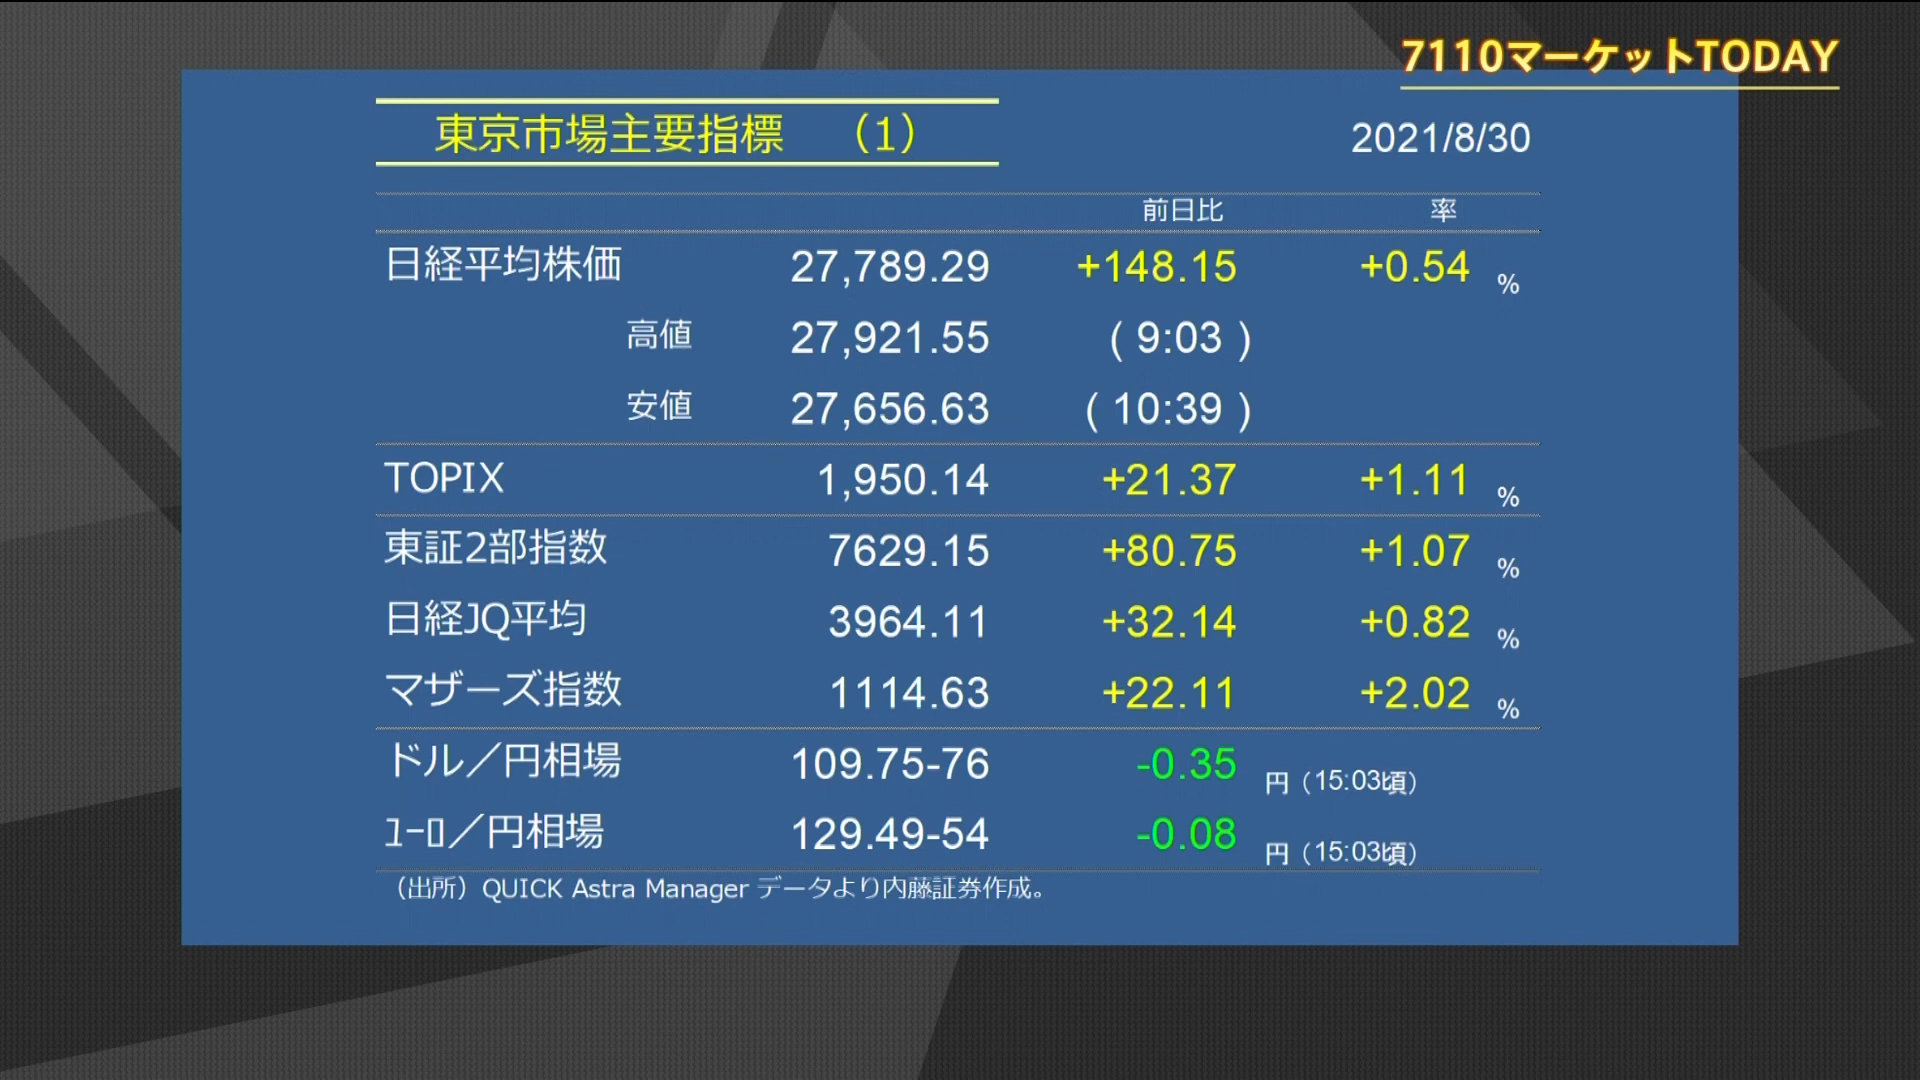 7110マーケットTODAY
東京市場主要指標 （1）
2021/8/30
前日比 率
日経平均株価 27,789.29 +148.15 +0.54 %
高値 27,921.55 ( 9:03 )
安値 27,656.63 ( 10:39 )
TOPIX 1,950.14 +21.37 +1.11 %
東証2部指数 7629.15 +80.75 +1.07 %
日経JQ平均 3964.11 +32.14 +0.82 %
マザーズ指数 1114.63 +22.11 +2.02 %
ドル／円相場 109.75-76 -0.35 円（15:03頃）
ﾕｰﾛ／円相場 129.49-54 -0.08 円（15:03頃）
（出所）QUICK Astra Manager データより内藤証券作成。